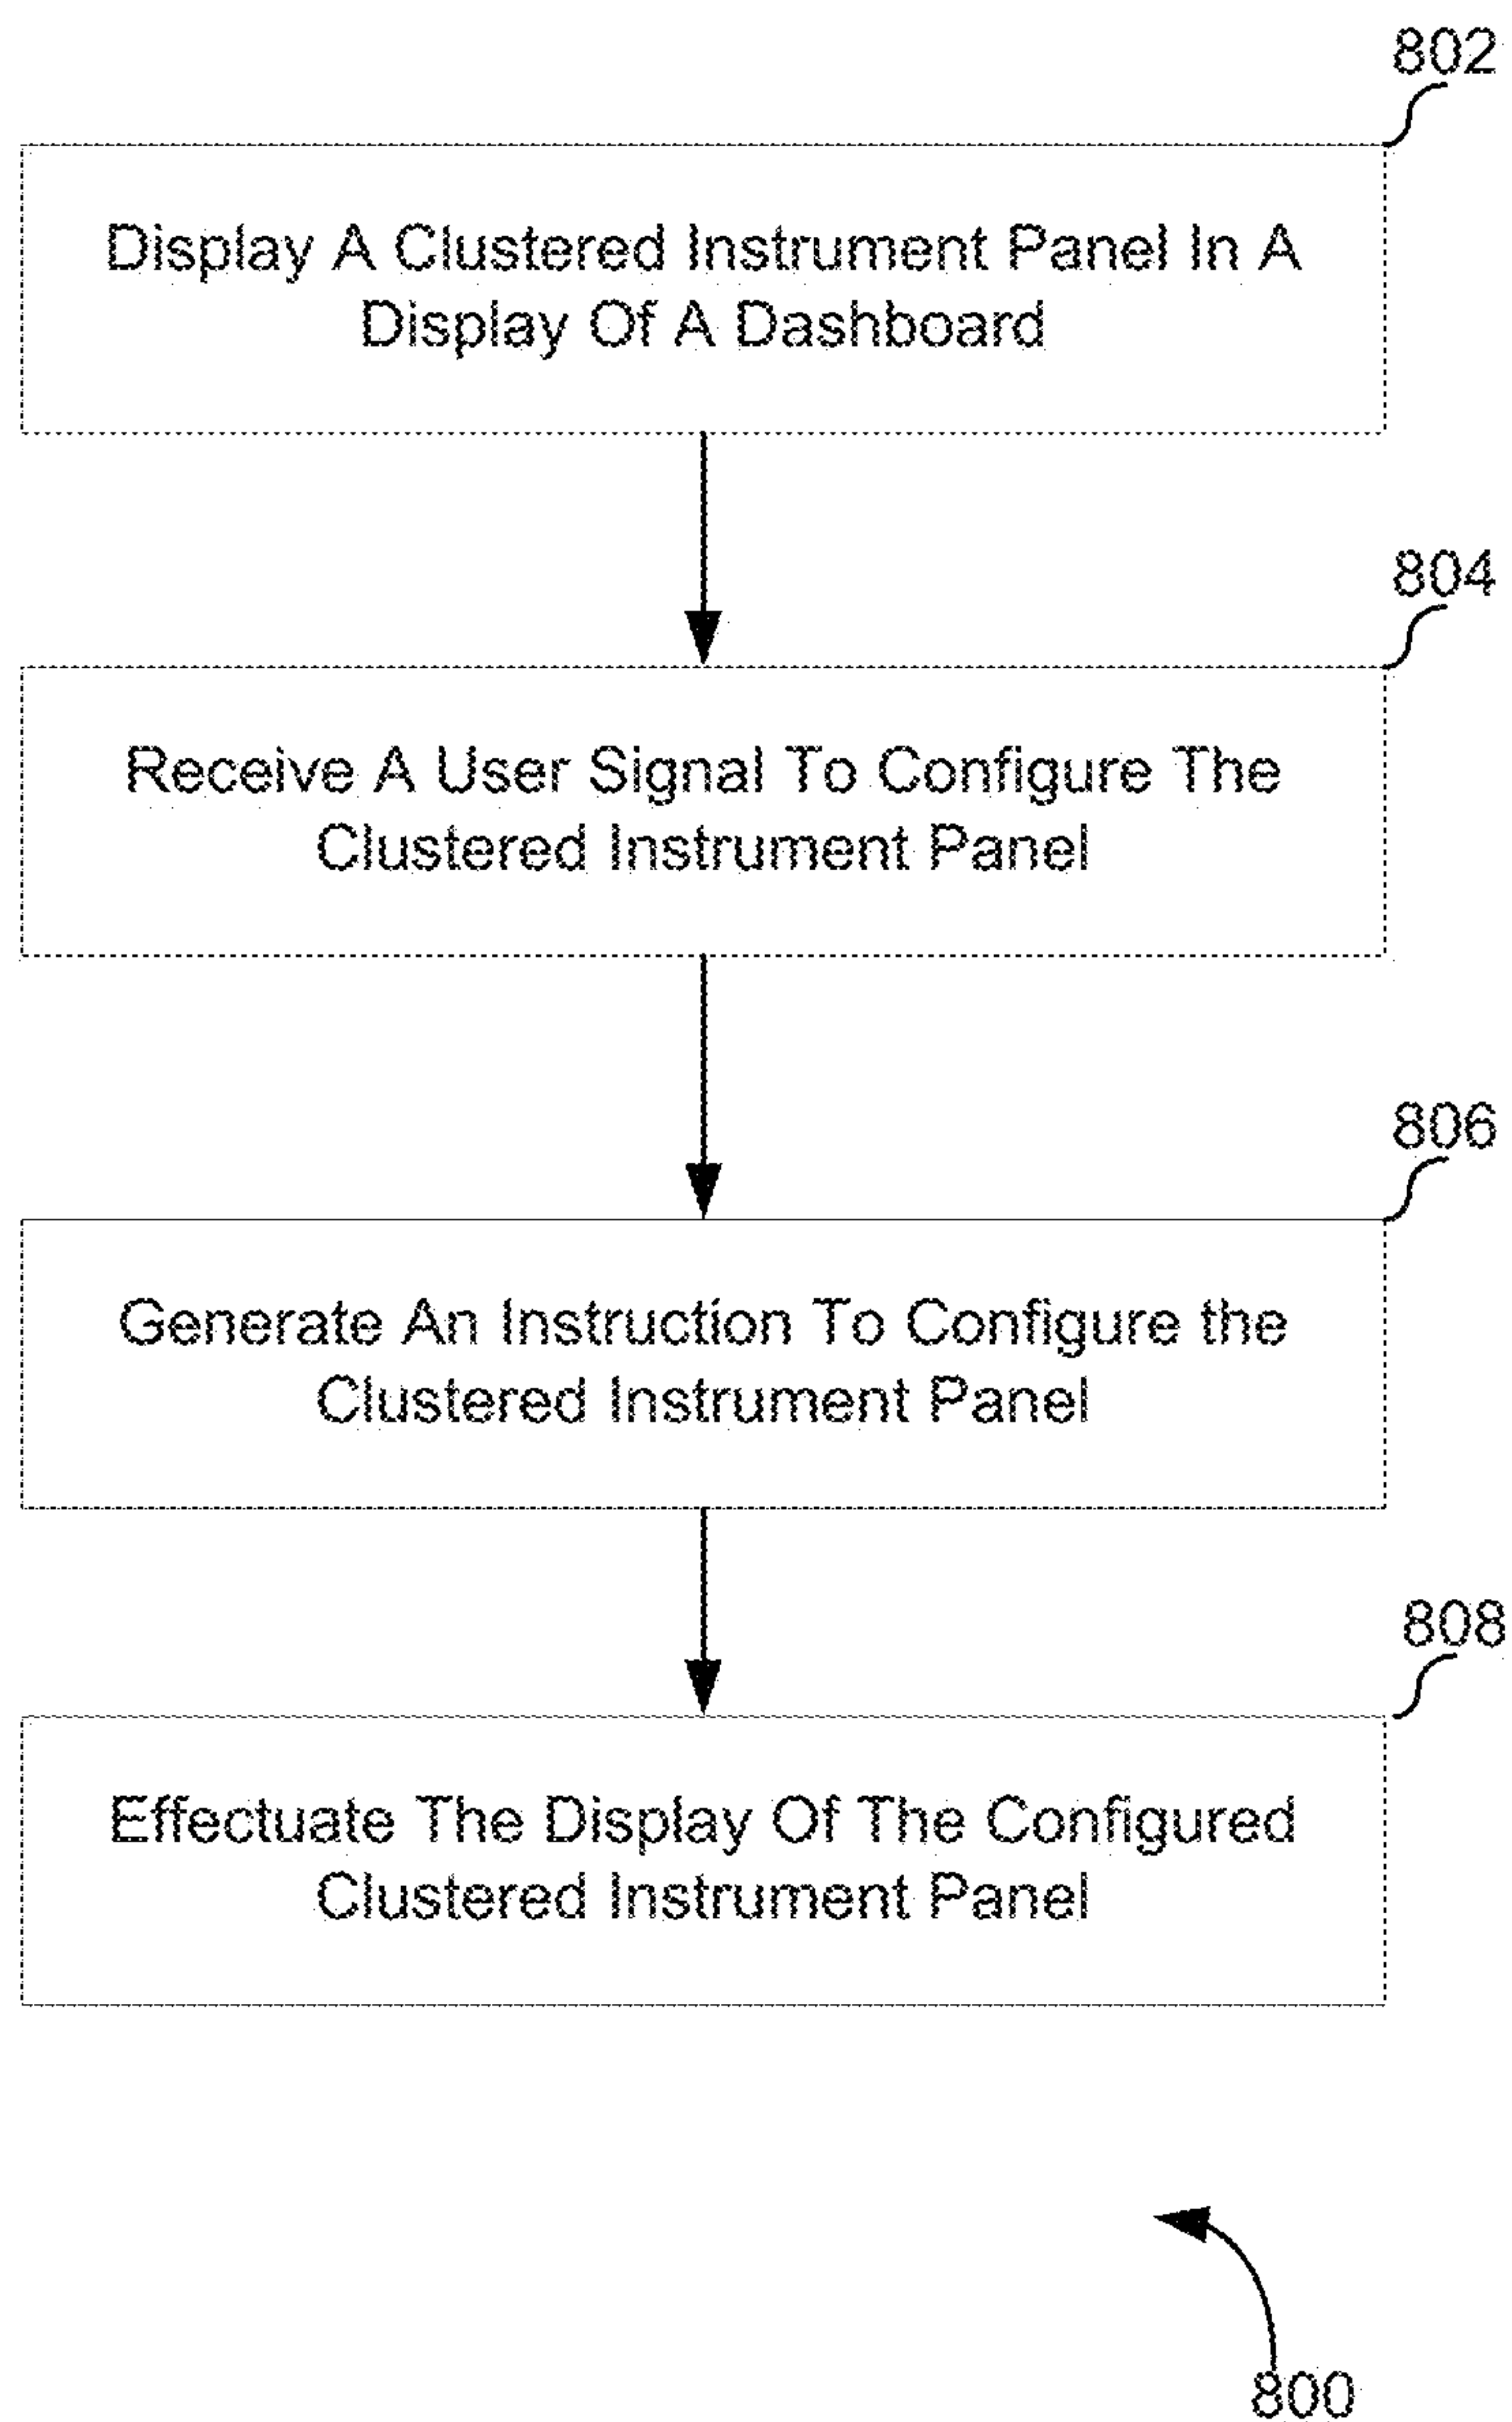 802
Display A Clustered Instrument Panel In A
Display Of A Dashboard
804
Receive A User Signal To Configure The
Clustered Instrument Panel
806
Generate An Instruction To Configure the
Clustered Instrument Panel
808
Effectuate The Display Of The Configured
Clustered Instrument Panel
800